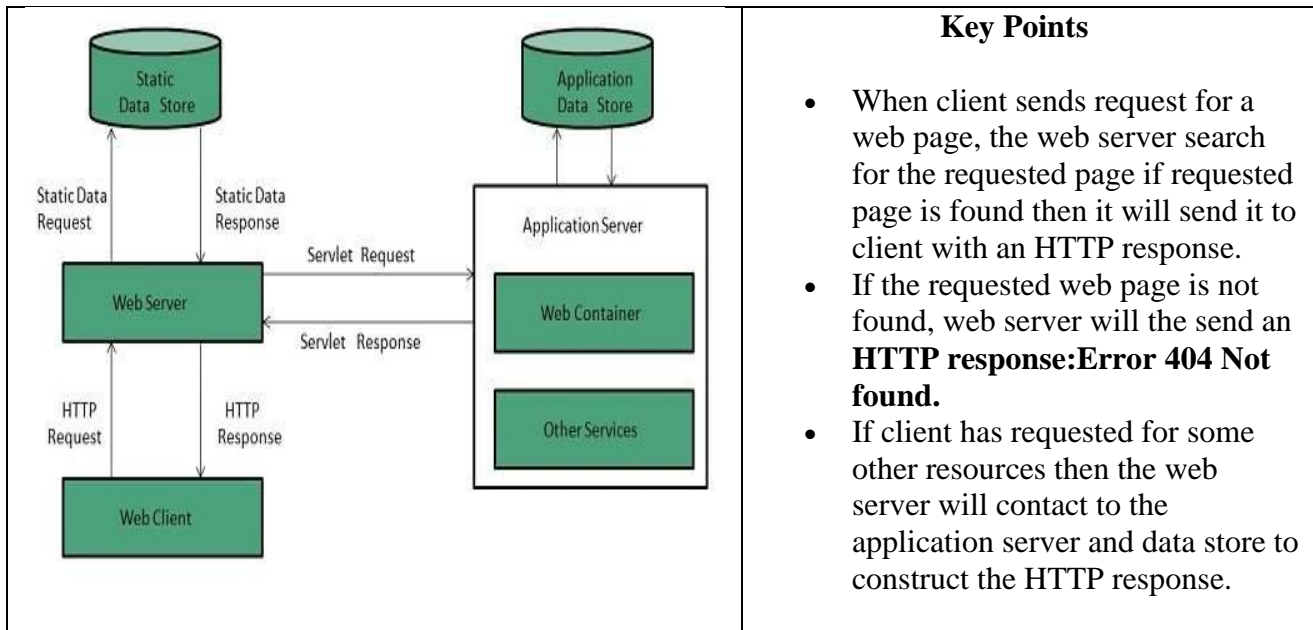 Static
Data Store
Application
Data Store
Static Data
Request
Static Data
Response
Application Server
Servlet Request
Web Server
Web Container
Servlet Response
HTTP
Request
HTTP
Response
Other Services
Web Client
Key Points
• When client sends request for a
web page, the web server search
for the requested page if requested
page is found then it will send it to
client with an HTTP response.
• If the requested web page is not
found, web server will the send an
HTTP response:Error 404 Not
found.
• If client has requested for some
other resources then the web
server will contact to the
application server and data store to
construct the HTTP response.